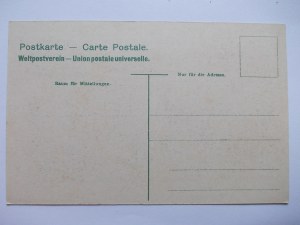 Postkarte — Carte Postale.
Weltpostverein — Union postale universelle.
Raum für Mitteilungen.
Nur für die Adresse.